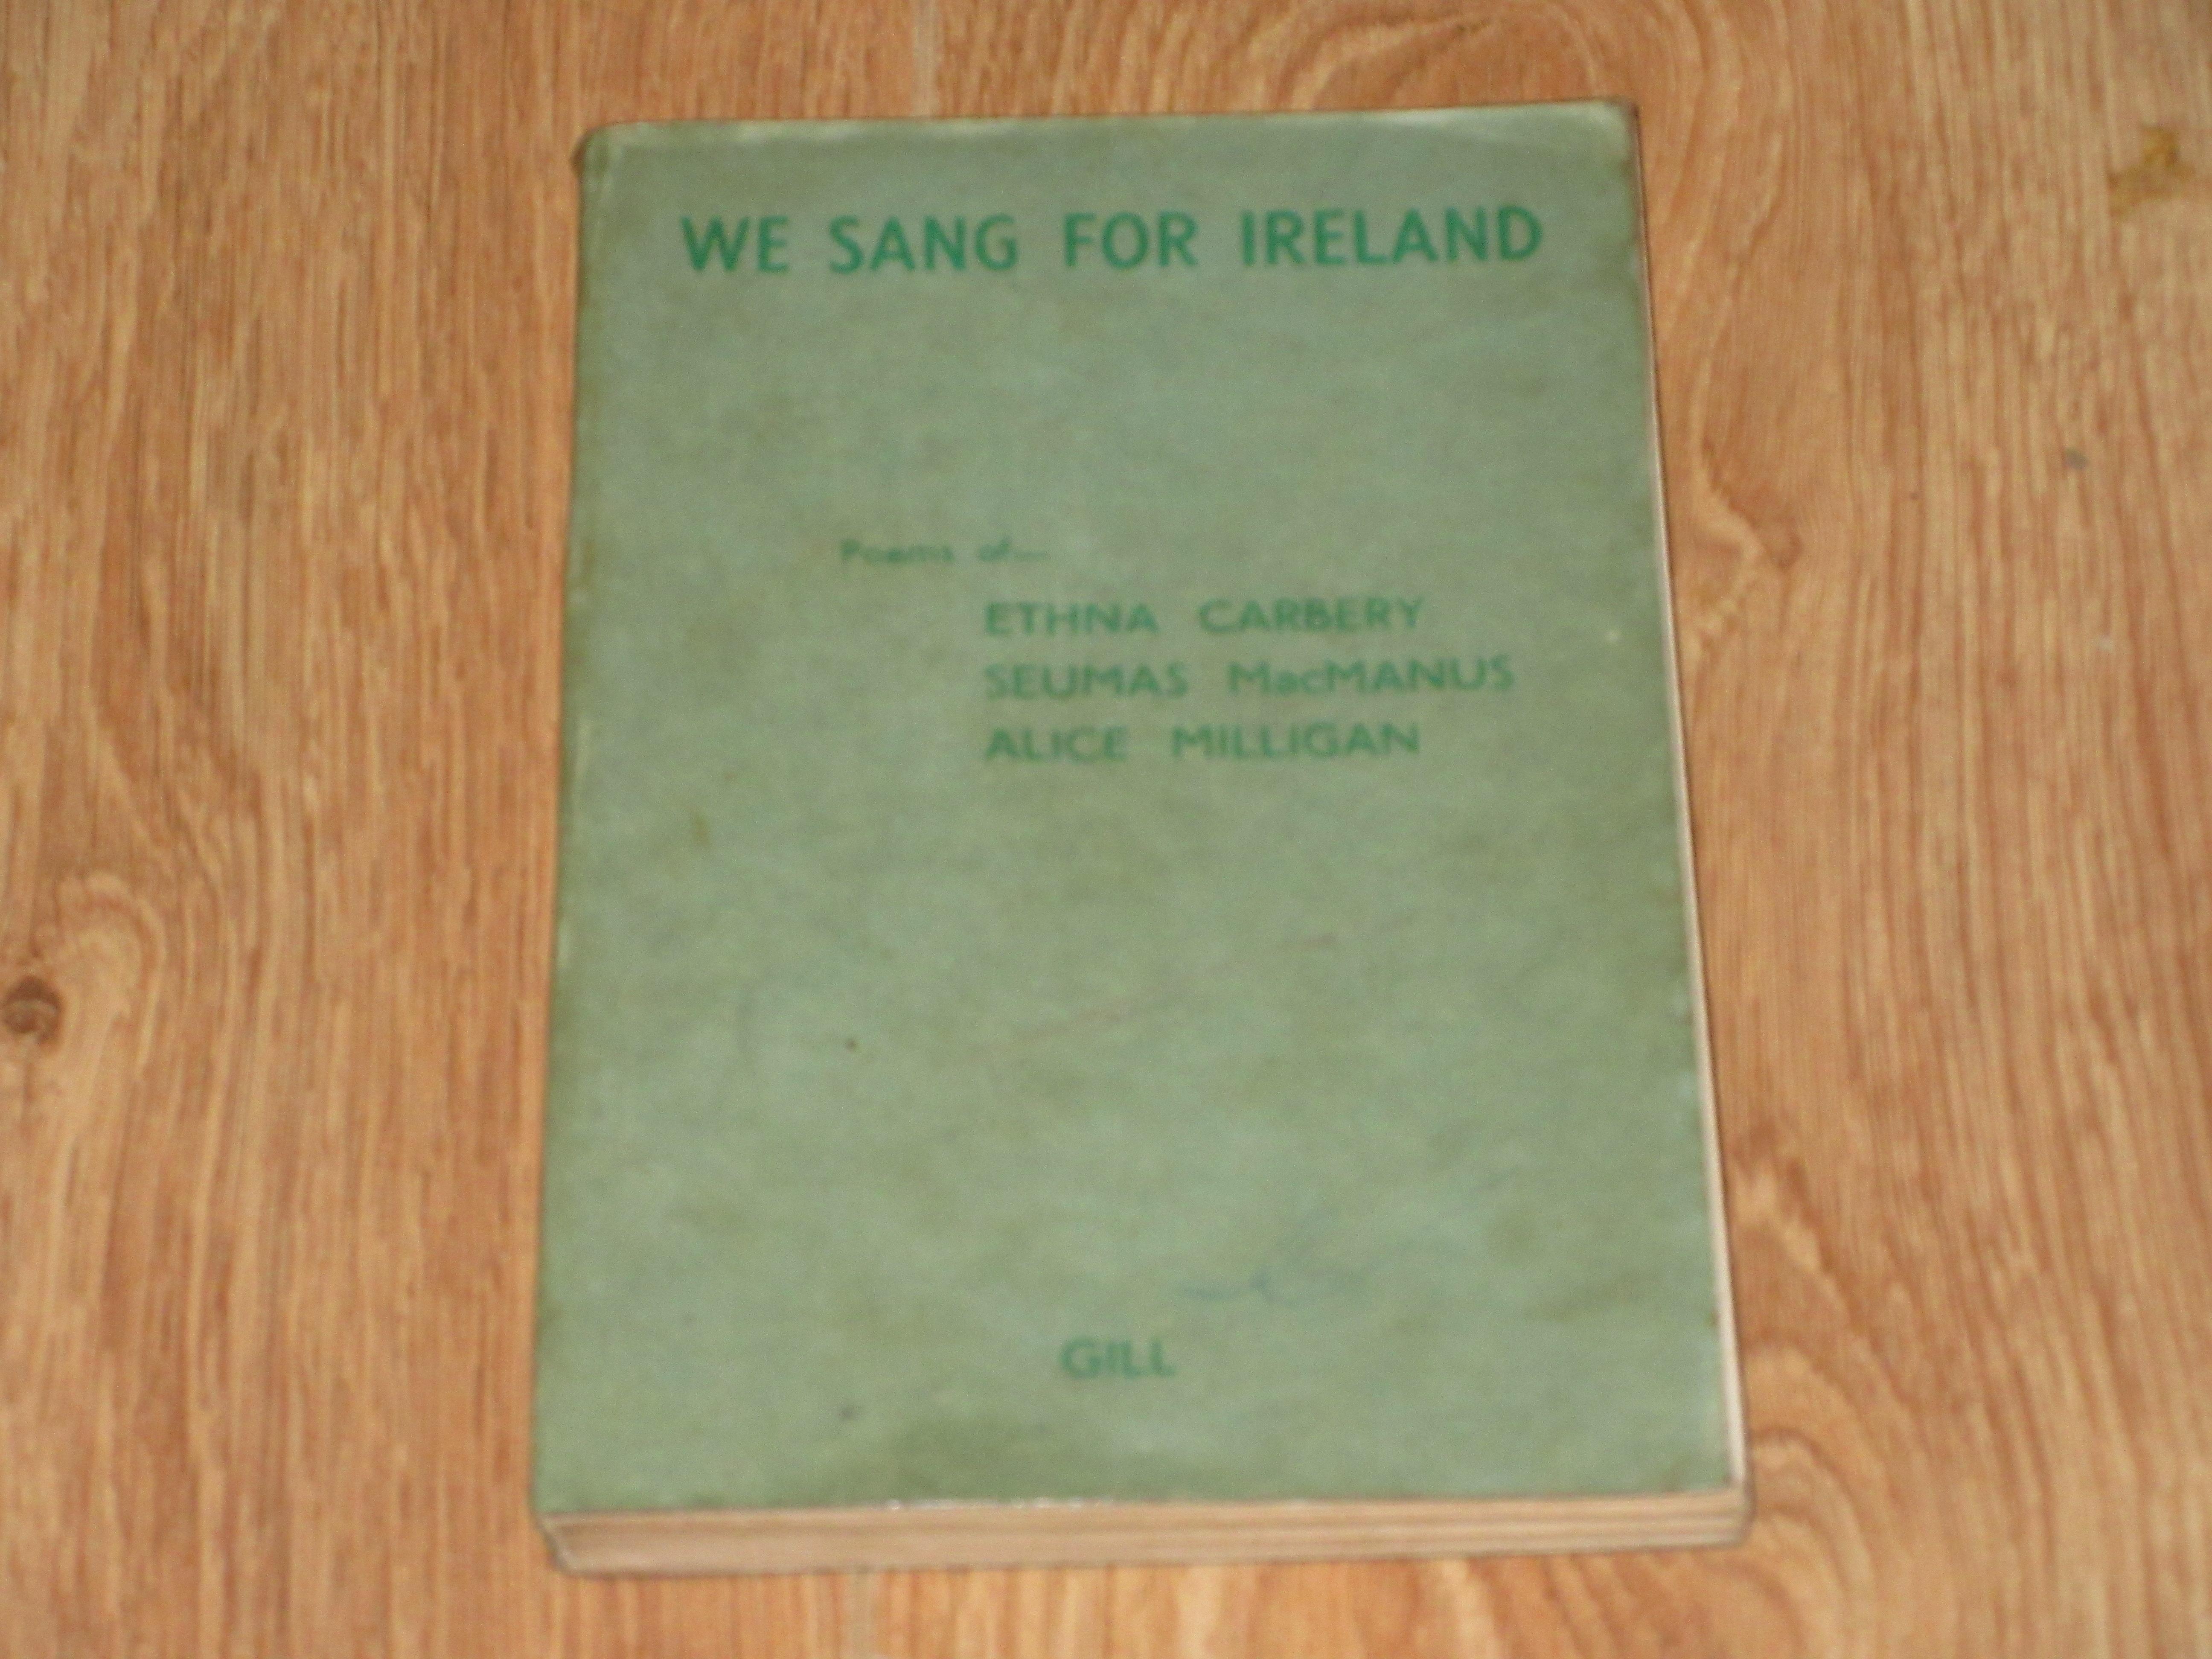 WE SANG FOR IRELAND
Poems of—
ETHNA CARBERY
SEUMAS MacMANUS
ALICE MILLIGAN
GILL